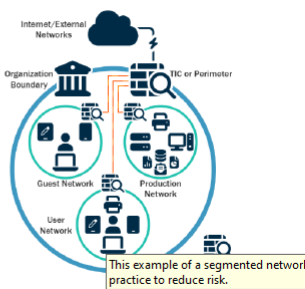 Internet/External
Networks
Organization
Boundary
TIC or Perimeter
Guest Network
Production
Network
User
Network
This example of a segmented network
practice to reduce risk.